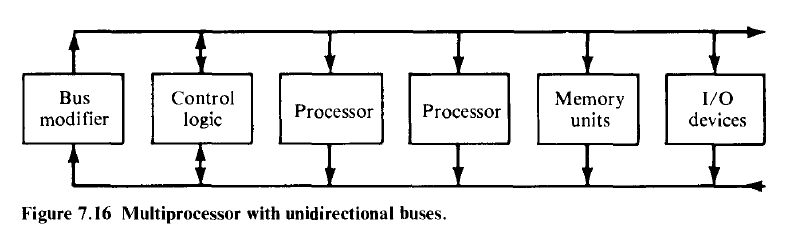 Bus
modifier
Control
logic
Processor
Processor
Memory
units
I/O
devices
Figure 7.16 Multiprocessor with unidirectional buses.